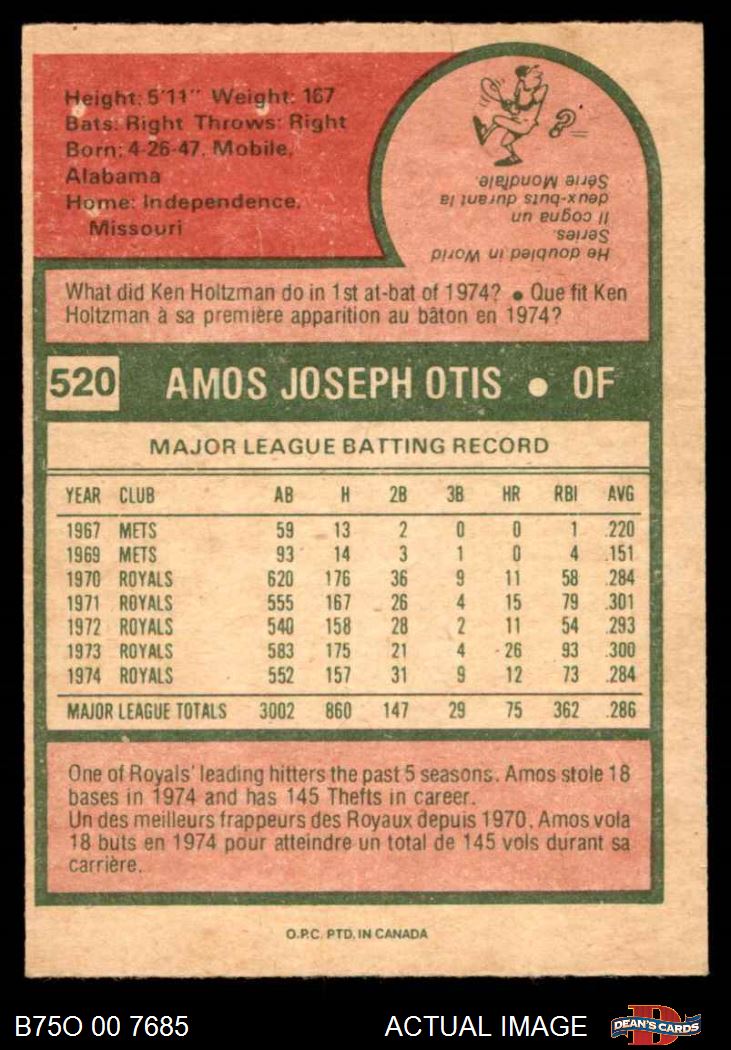 Height: 5'11" Weight: 167
Bats: Right Throws: Right
Born: 4-26-47, Mobile,
Alabama
Home: Independence,
Missouri
He doubled in World
Series.
Il cogna un
deux-buts durant la
Série Mondiale.
What did Ken Holtzman do in 1st at-bat of 1974? ● Que fit Ken
Holtzman à sa première apparition au bâton en 1974?
520 AMOS JOSEPH OTIS ● OF
MAJOR LEAGUE BATTING RECORD
YEAR CLUB AB H 2B 3B HR RBI AVG
1967 METS 59 13 2 0 0 1 .220
1969 METS 93 14 3 1 0 4 .151
1970 ROYALS 620 176 36 9 11 58 .284
1971 ROYALS 555 167 26 4 15 79 .301
1972 ROYALS 540 158 28 2 11 54 .293
1973 ROYALS 583 175 21 4 26 93 .300
1974 ROYALS 552 157 31 9 12 73 .284
MAJOR LEAGUE TOTALS 3002 860 147 29 75 362 .286
One of Royals' leading hitters the past 5 seasons. Amos stole 18
bases in 1974 and has 145 Thefts in career.
Un des meilleurs frappeurs des Royaux depuis 1970, Amos vola
18 buts en 1974 pour atteindre un total de 145 vols durant sa
carrière.
O.P.C. PTD. IN CANADA
B75O 00 7685 ACTUAL IMAGE DEAN'S CARDS